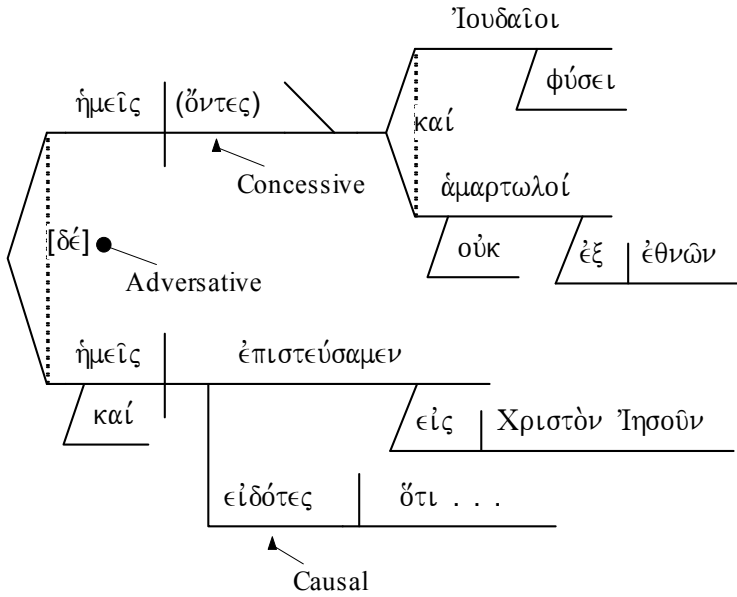 Ἰουδαῖοι
ἡμεῖς (ὄντες) φύσει
καί
Concessive ἁμαρτωλοί
[δέ] οὐκ ἐξ ἐθνῶν
Adversative
ἡμεῖς ἐπιστεύσαμεν
καί εἰς Χριστὸν Ἰησοῦν
εἰδότες ὅτι . . .
Causal